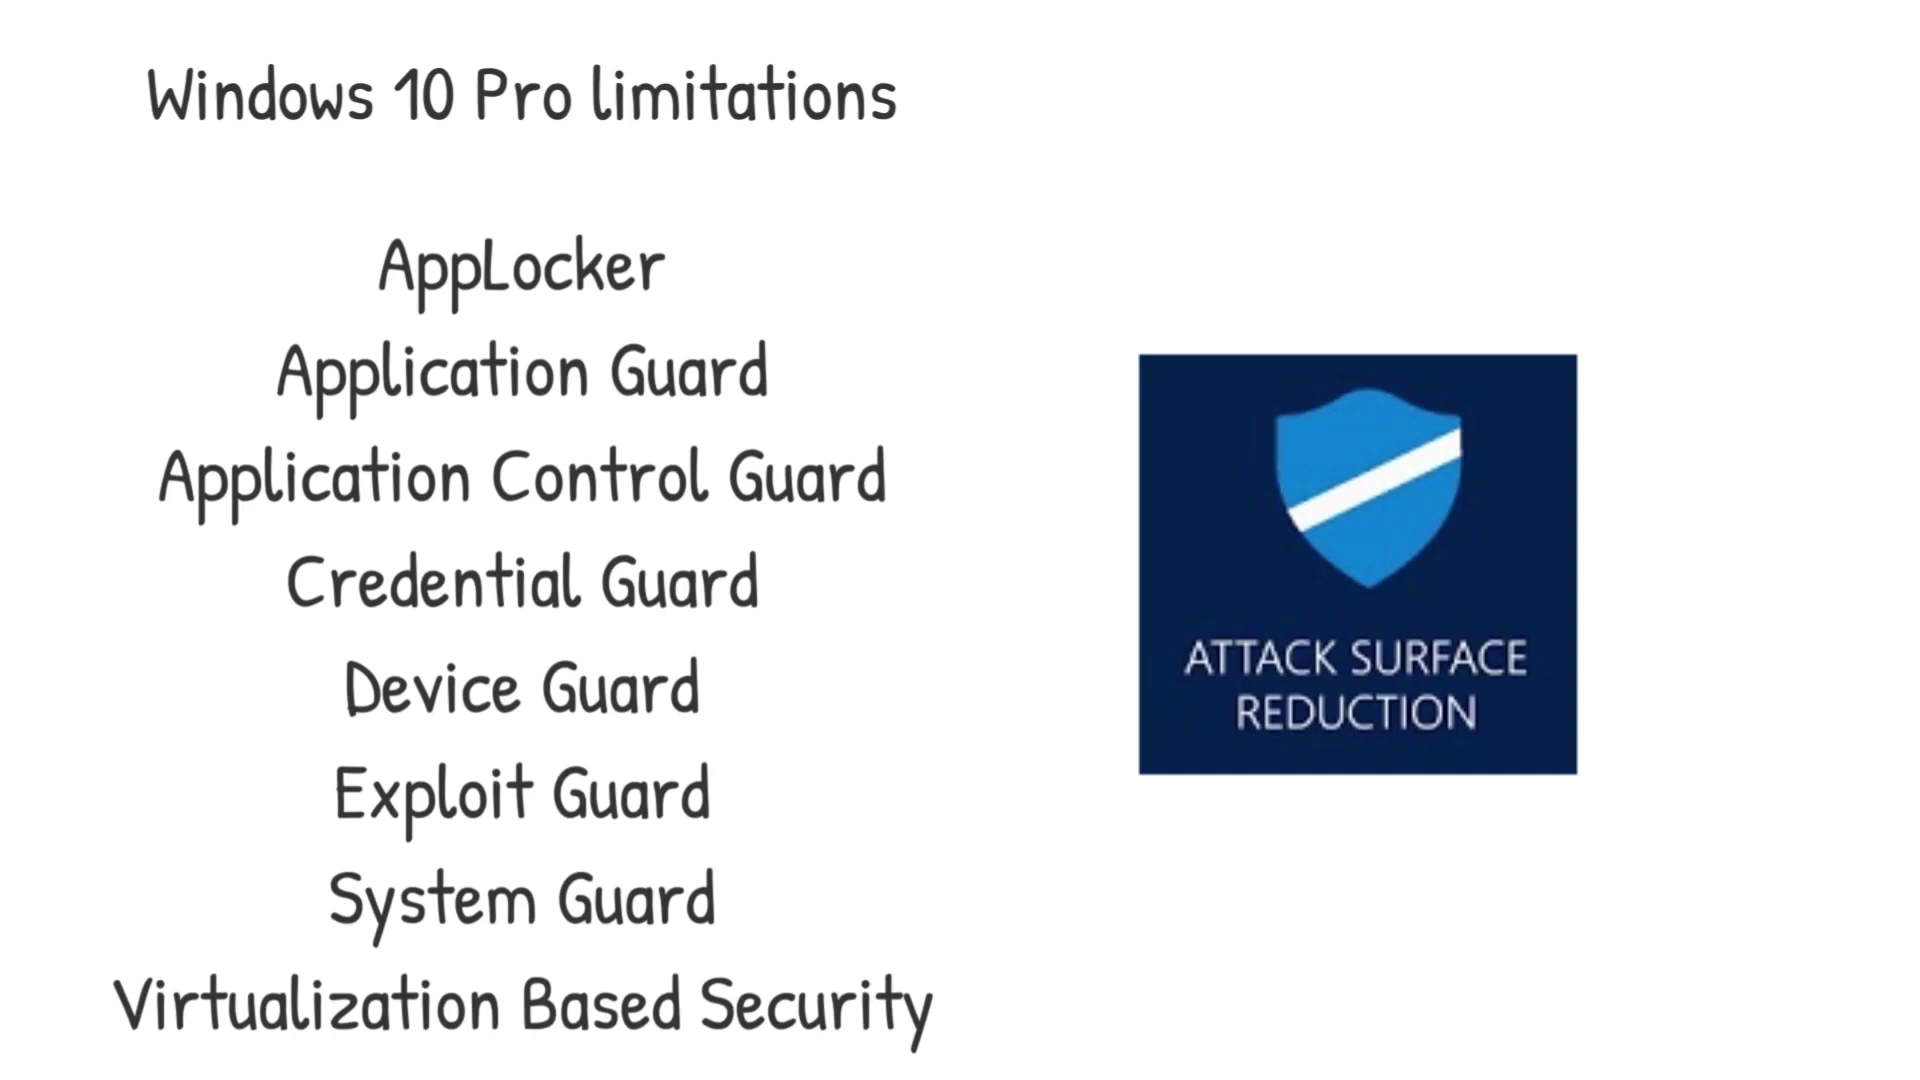 Windows 10 Pro limitations
AppLocker
Application Guard
Application Control Guard
Credential Guard
Device Guard
Exploit Guard
System Guard
Virtualization Based Security
ATTACK SURFACE
REDUCTION